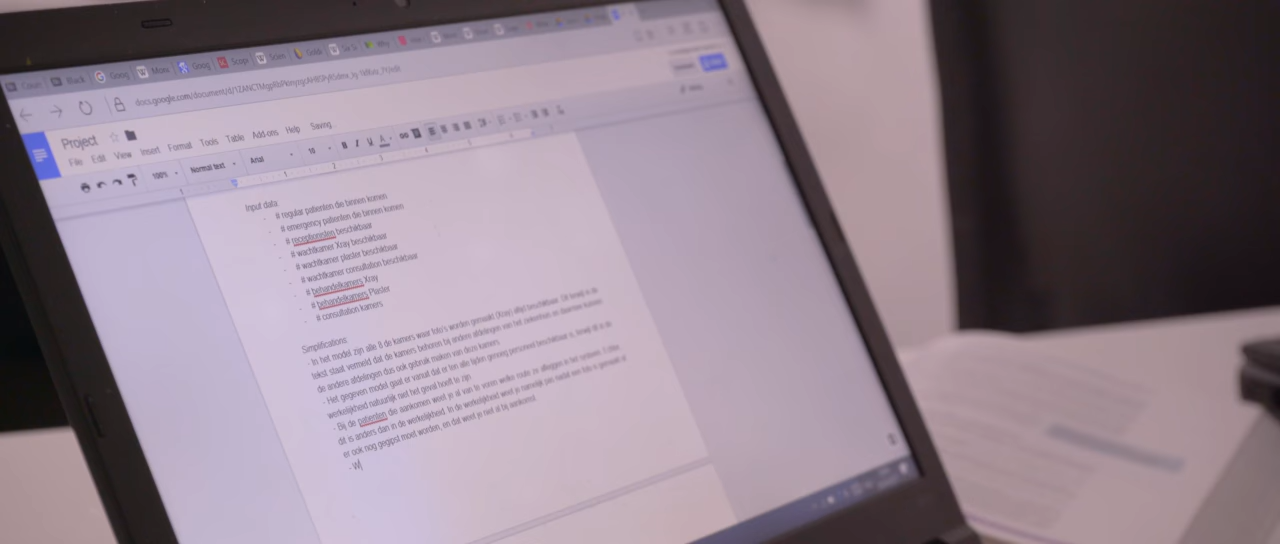 Goog
docs.google.com/document/d/
Project
File Edit View Insert Format Tools Table Add-ons Help Saving...
100% Normal text Arial 10 B I U A
Input data:
- # regular patienten die binnen komen
- # emergency patienten die binnen komen
- # receptionisten beschikbaar
- # wachtkamer Xray beschikbaar
- # wachtkamer plaster beschikbaar
- # wachtkamer consultation beschikbaar
- # behandelkamers Xray
- # behandelkamers Plaster
- # consultation kamers
Simplifications:
- In het model zijn alle 8 de kamers waar foto's worden gemaakt (Xray) altijd beschikbaar. Dit terwijl in de
tekst staat vermeld dat de kamers behoren bij andere afdelingen van het ziekenhuis en daarmee kunnen
de andere afdelingen dus ook gebruik maken van deze kamers.
- Het gegeven model gaat er vanuit dat er ten alle tijden genoeg personeel beschikbaar is, terwijl dit in de
werkelijkheid natuurlijk niet het geval hoeft te zijn.
- Bij de patienten die aankomen weet je al van te voren welke route ze afleggen in het systeem.
dit is anders dan in de werkelijkheid. In de werkelijkheid weet je namelijk pas nadat een foto is gemaakt of
er ook nog gegipst moet worden, en dat weet je niet al bij aankomst.
- W